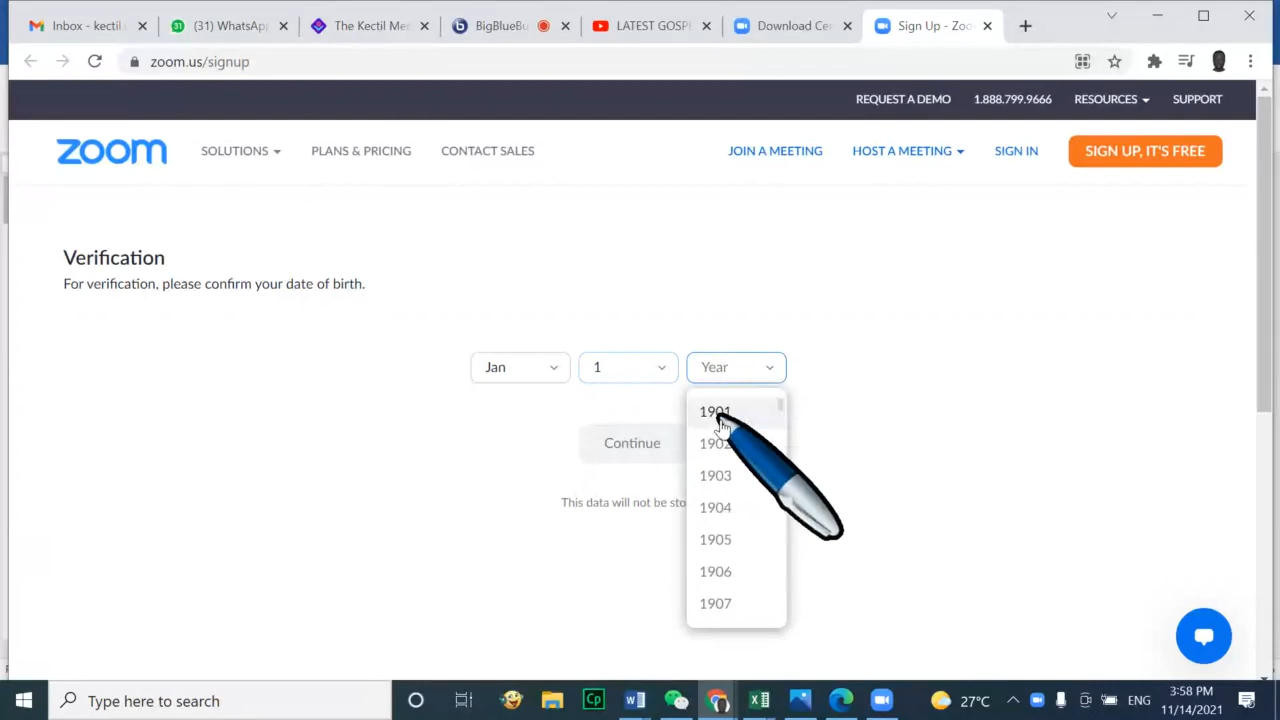 Inbox - kectil
(31) WhatsAp
The Kectil Me
BigBlueBu
LATEST GOSP
Download Ce
Sign Up - Zoo
zoom.us/signup
REQUEST A DEMO 1.888.799.9666 RESOURCES SUPPORT
zoom SOLUTIONS PLANS & PRICING CONTACT SALES JOIN A MEETING HOST A MEETING SIGN IN SIGN UP, IT'S FREE
Verification
For verification, please confirm your date of birth.
Jan 1 Year
1901
1902
1903
1904
1905
1906
1907
Continue
This data will not be sto
Type here to search
Cp
27°C
ENG
3:58 PM
11/14/2021